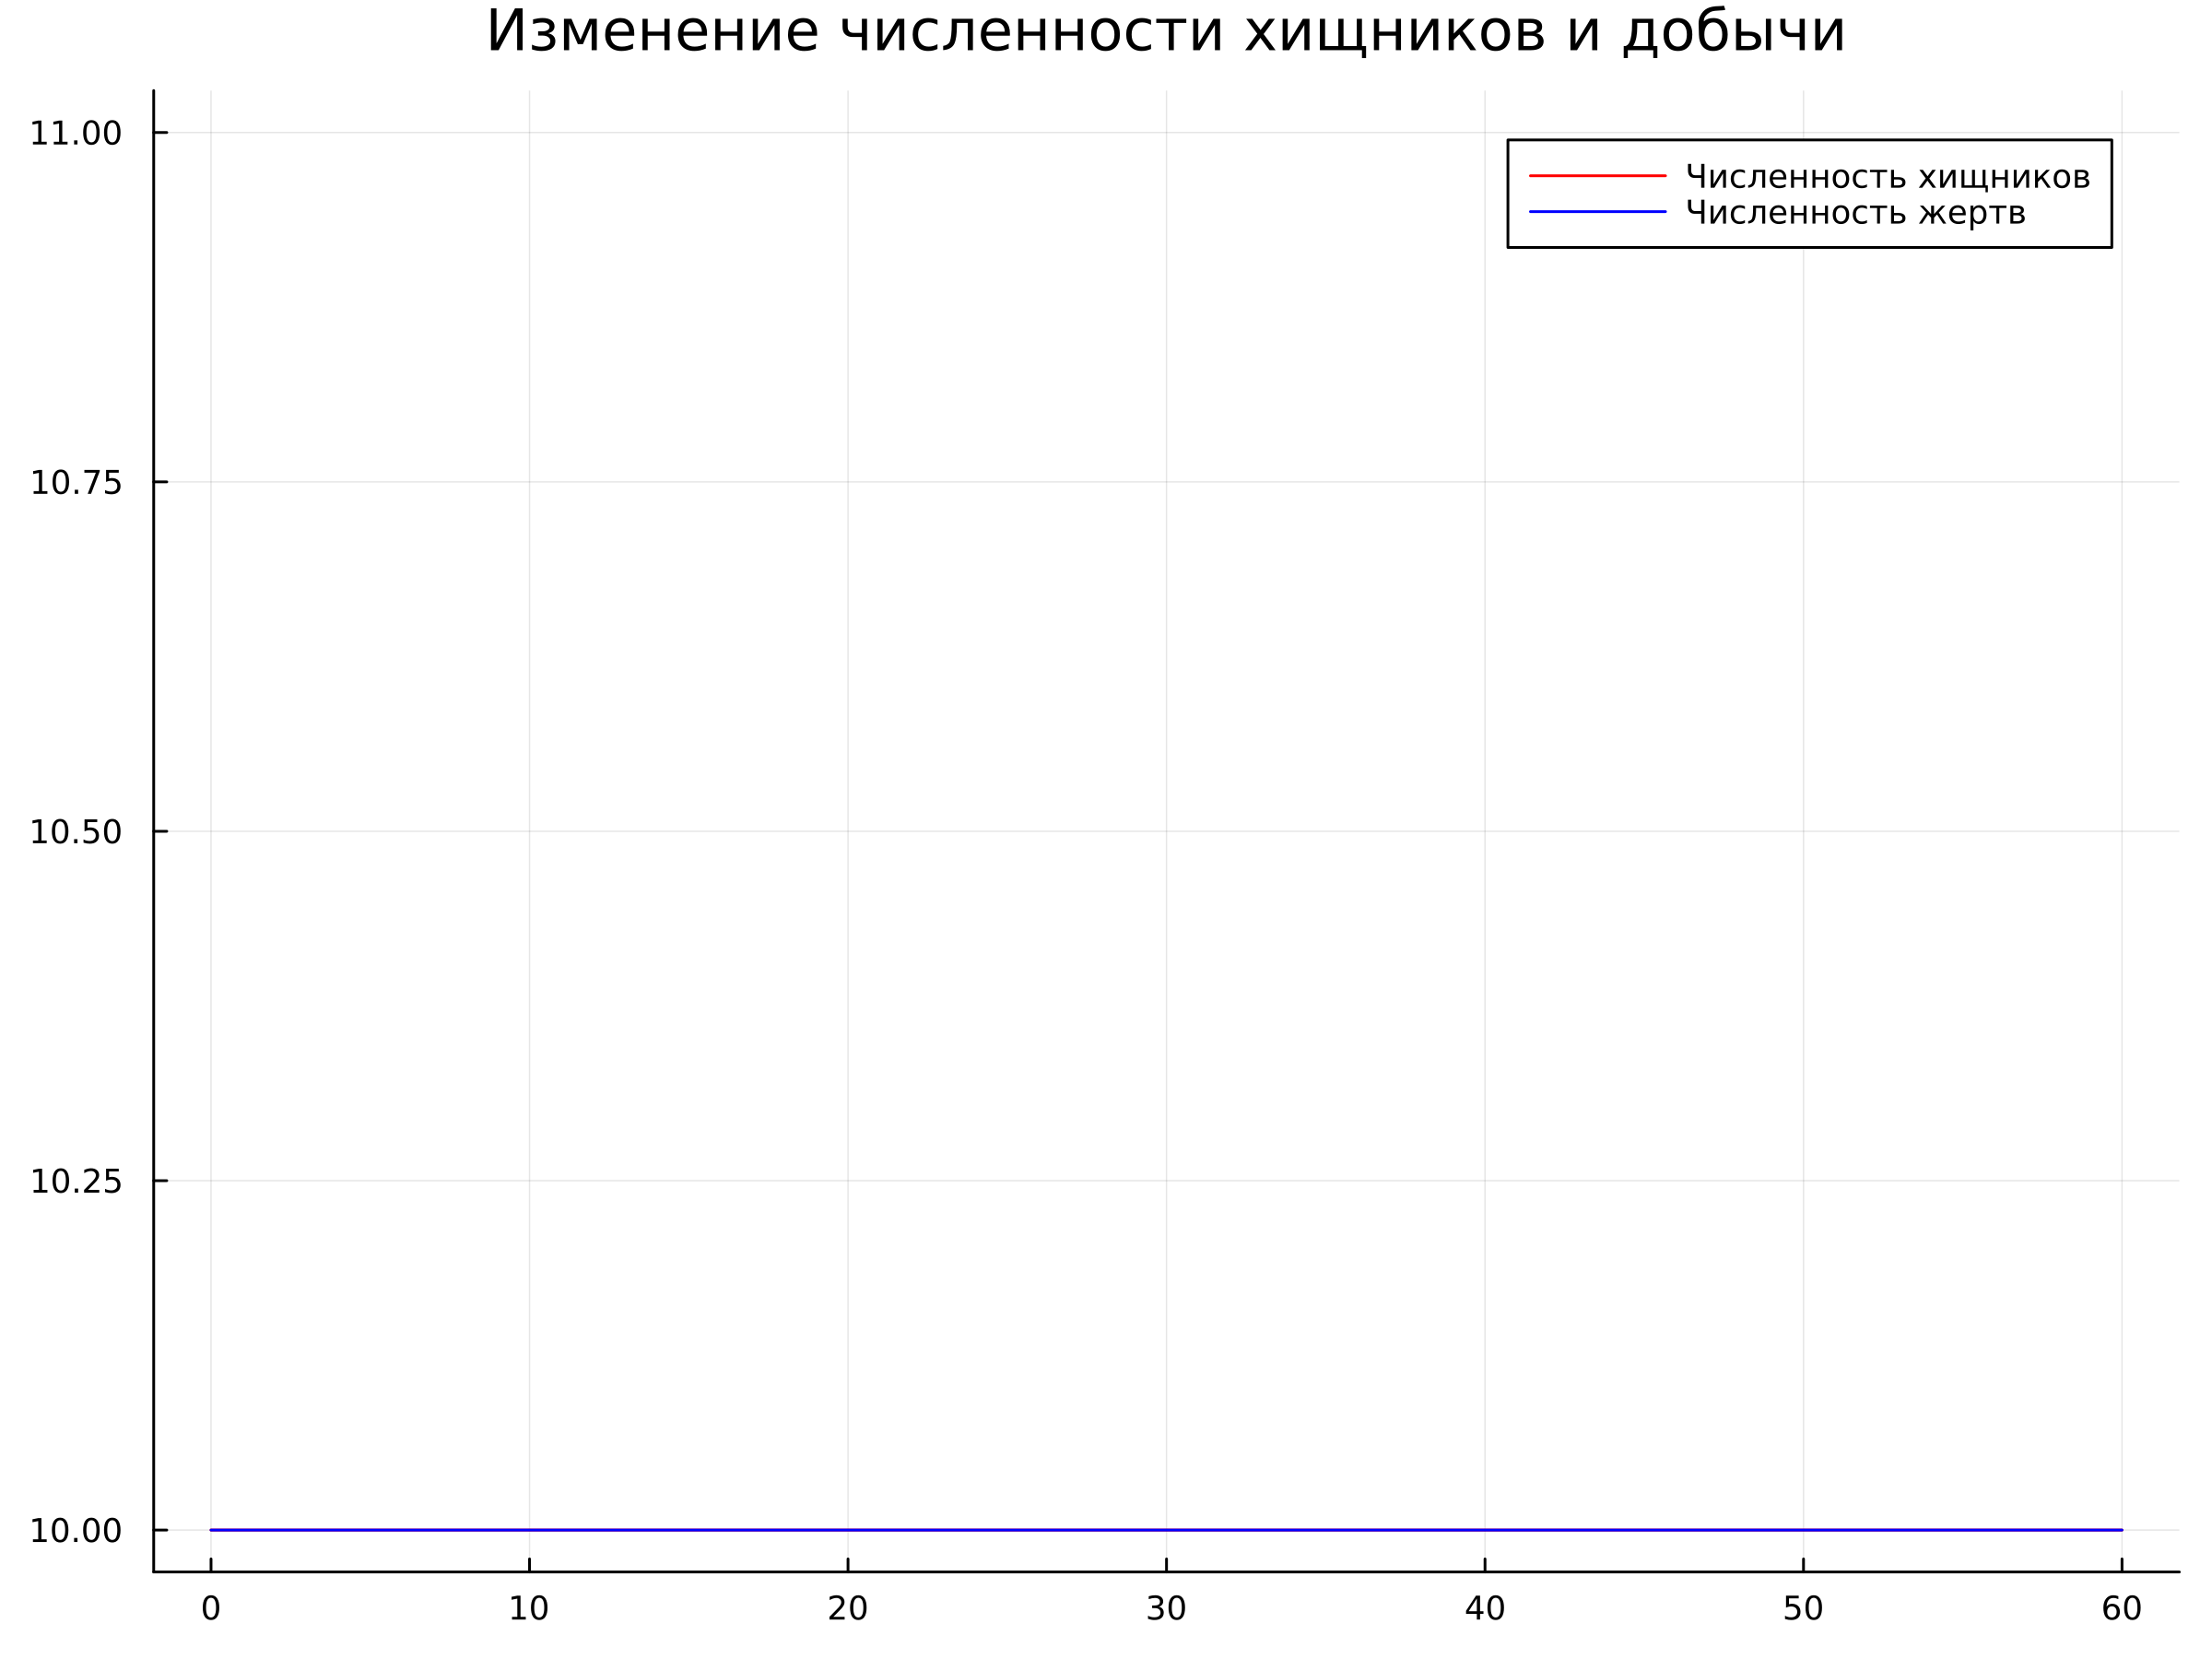 Изменение численности хищников и добычи
11.00
Численность хищников
Численность жертв
10.75
10.50
10.25
10.00
0 10 20 30 40 50 60